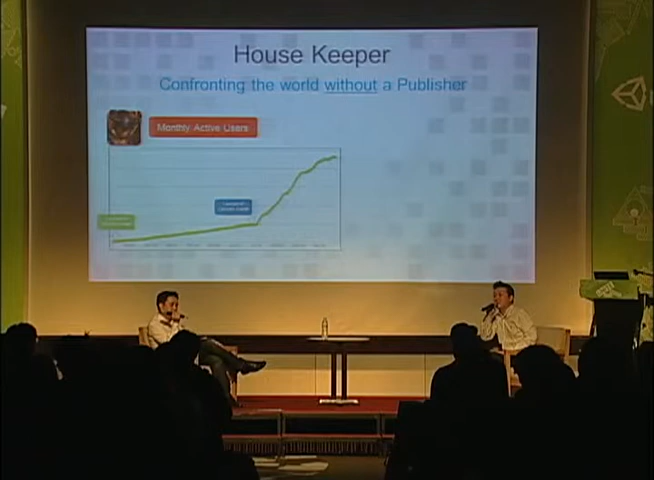 House Keeper
Confronting the world without a Publisher
Monthly Active Users